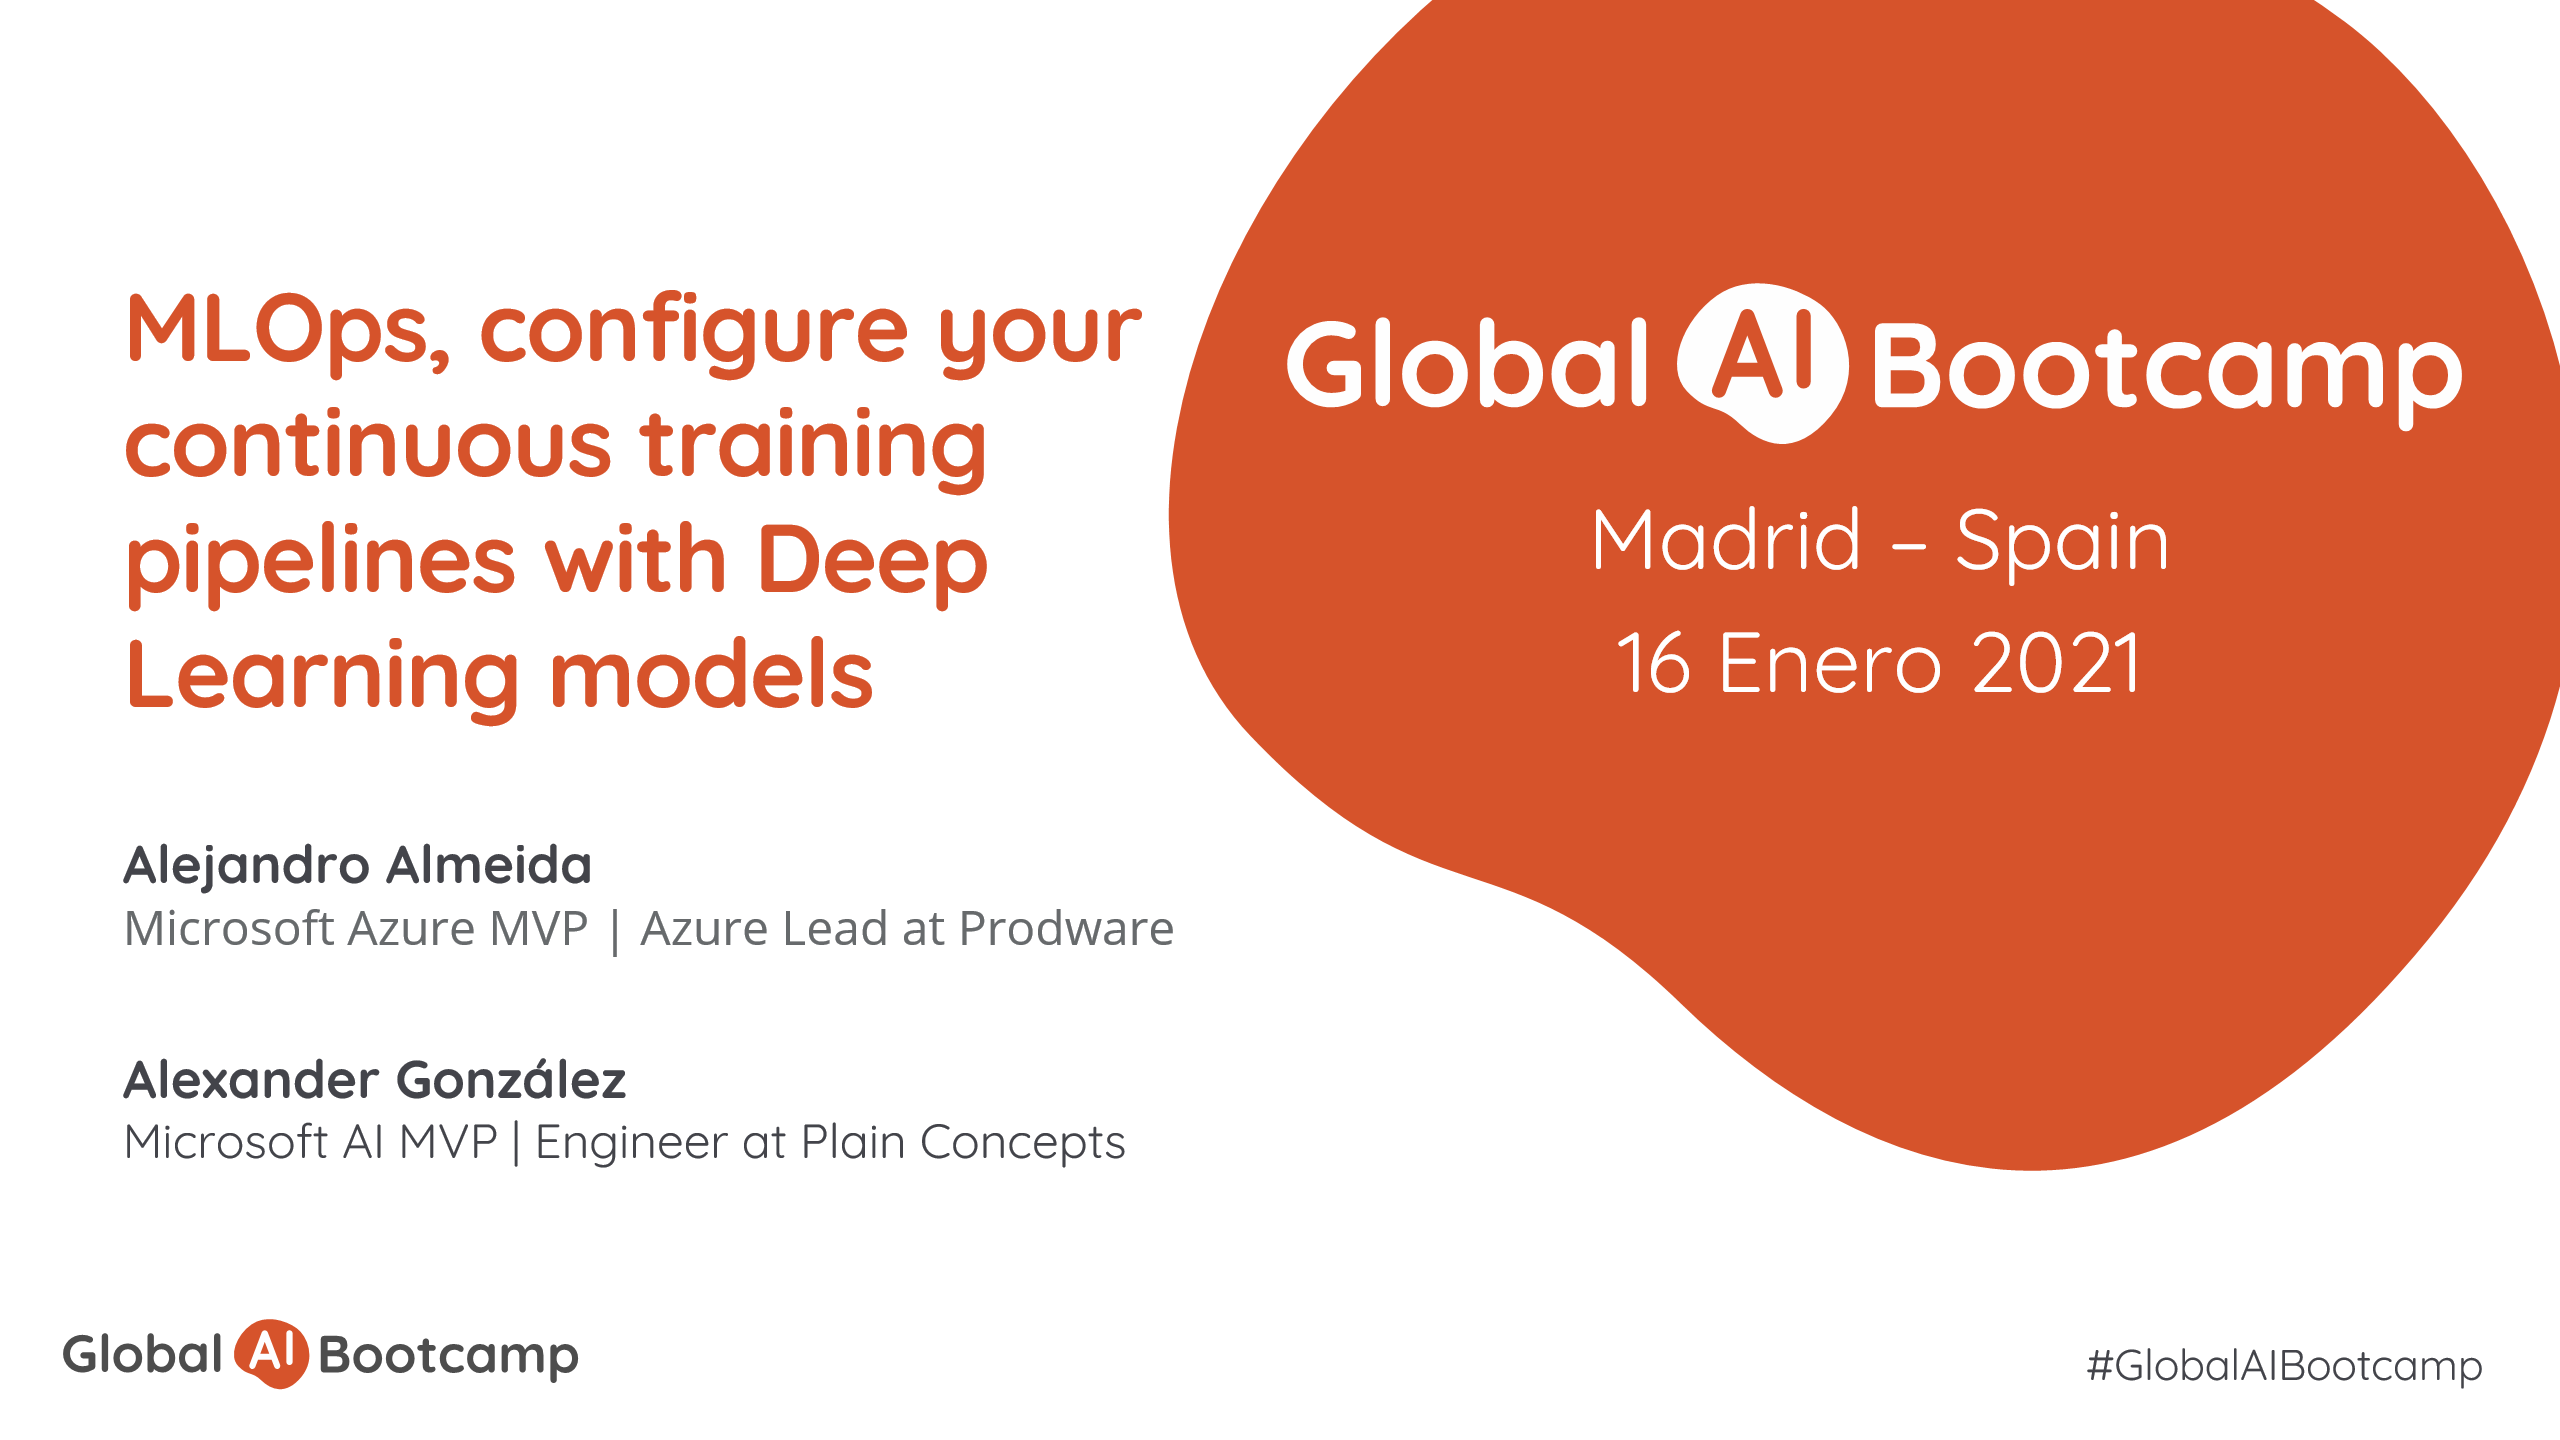 MLOps, configure your
continuous training
pipelines with Deep
Learning models
Alejandro Almeida
Microsoft Azure MVP | Azure Lead at Prodware
Alexander González
Microsoft AI MVP | Engineer at Plain Concepts
Global AI Bootcamp
Madrid – Spain
16 Enero 2021
Global AI Bootcamp
#GlobalAIBootcamp